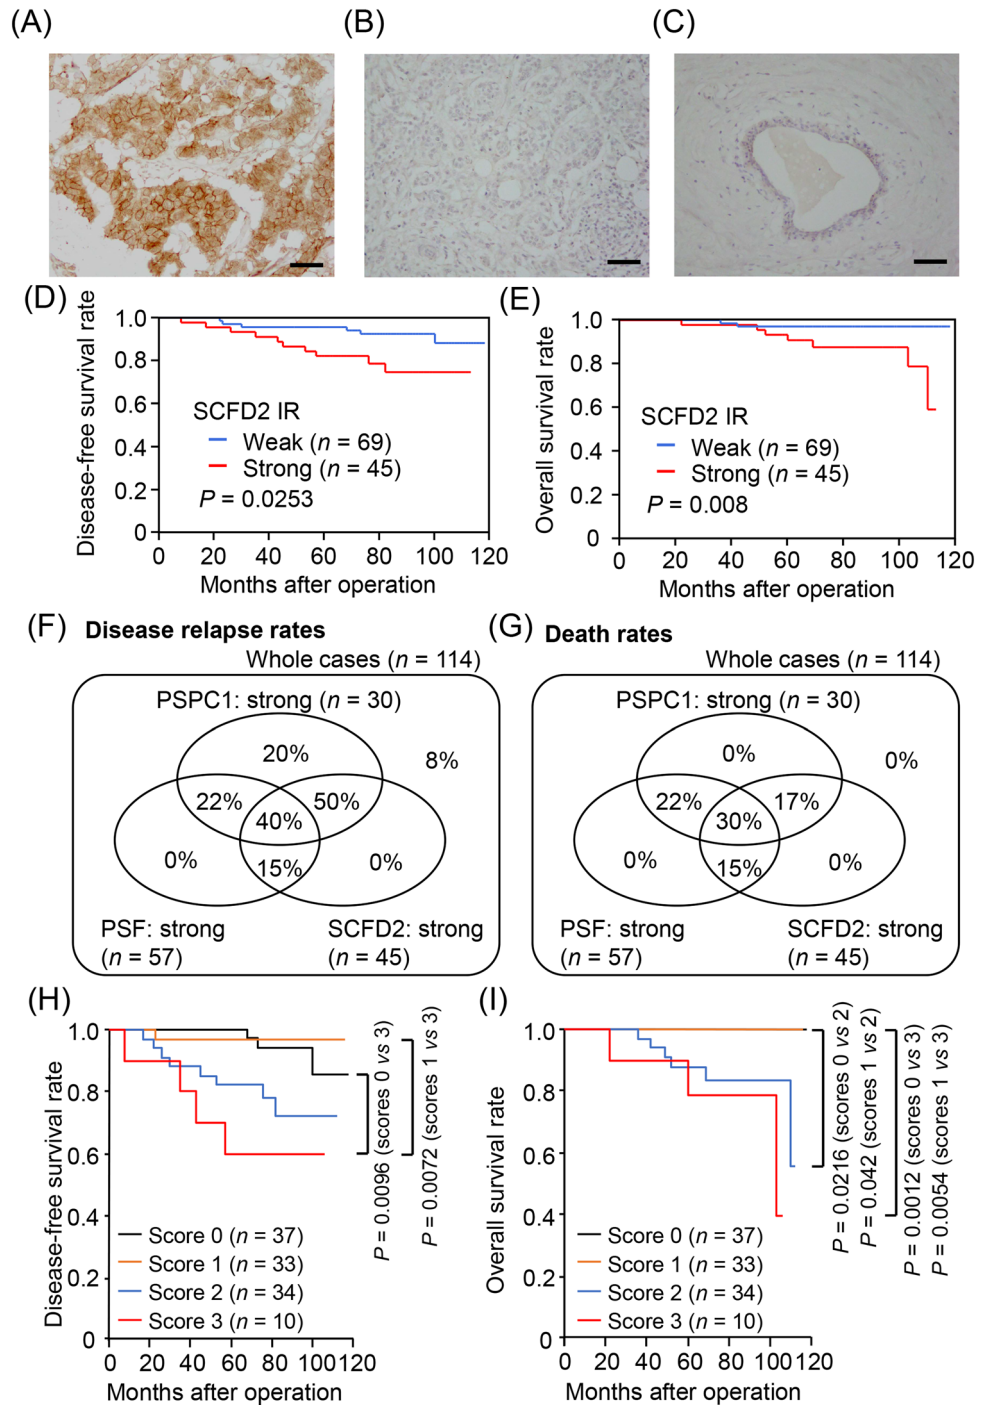 (A)
(B)
(C)
(D)
Disease-free survival rate
1.0
0.8
0.6
0.4
0.2
0
SCFD2 IR
Weak (n = 69)
Strong (n = 45)
P = 0.0253
0 20 40 60 80 100 120
Months after operation
(E)
Overall survival rate
1.0
0.8
0.6
0.4
0.2
0
SCFD2 IR
Weak (n = 69)
Strong (n = 45)
P = 0.008
0 20 40 60 80 100 120
Months after operation
(F) Disease relapse rates
Whole cases (n = 114)
PSPC1: strong (n = 30)
20%
8%
22%
50%
40%
0%
15%
0%
PSF: strong
(n = 57)
SCFD2: strong
(n = 45)
(G) Death rates
Whole cases (n = 114)
PSPC1: strong (n = 30)
0%
0%
22%
17%
30%
0%
15%
0%
PSF: strong
(n = 57)
SCFD2: strong
(n = 45)
(H)
Disease-free survival rate
1.0
0.8
0.6
0.4
0.2
0
Score 0 (n = 37)
Score 1 (n = 33)
Score 2 (n = 34)
Score 3 (n = 10)
0 20 40 60 80 100 120
Months after operation
P = 0.0096 (scores 0 vs 3)
P = 0.0072 (scores 1 vs 3)
(I)
Overall survival rate
1.0
0.8
0.6
0.4
0.2
0
Score 0 (n = 37)
Score 1 (n = 33)
Score 2 (n = 34)
Score 3 (n = 10)
0 20 40 60 80 100 120
Months after operation
P = 0.0216 (scores 0 vs 2)
P = 0.042 (scores 1 vs 2)
P = 0.0012 (scores 0 vs 3)
P = 0.0054 (scores 1 vs 3)